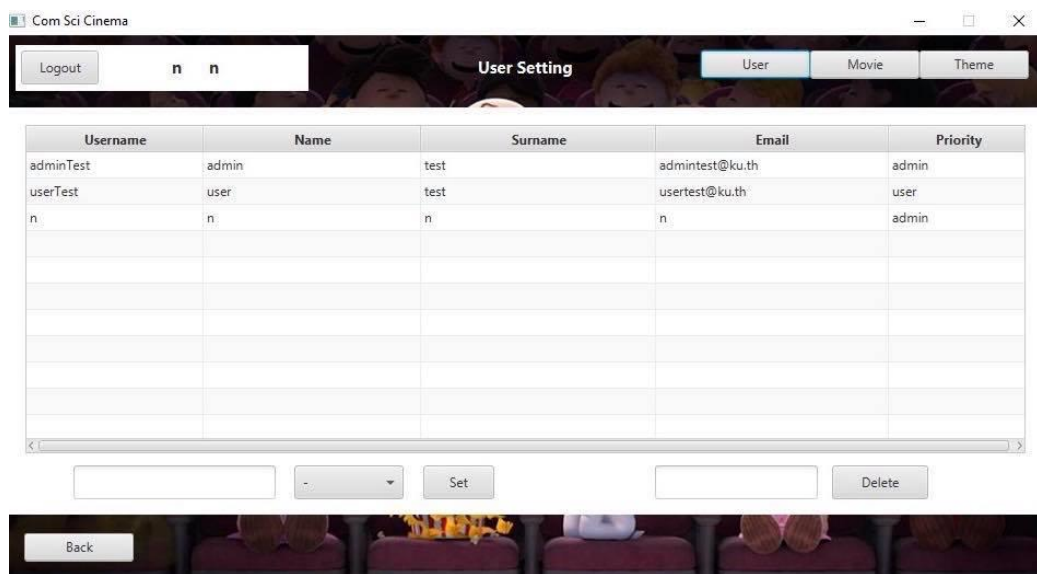 Com Sci Cinema
Logout n n User Setting User Movie Theme
Username Name Surname Email Priority
adminTest admin test admintest@ku.th admin
userTest user test usertest@ku.th user
n n n n admin
- Set Delete
Back